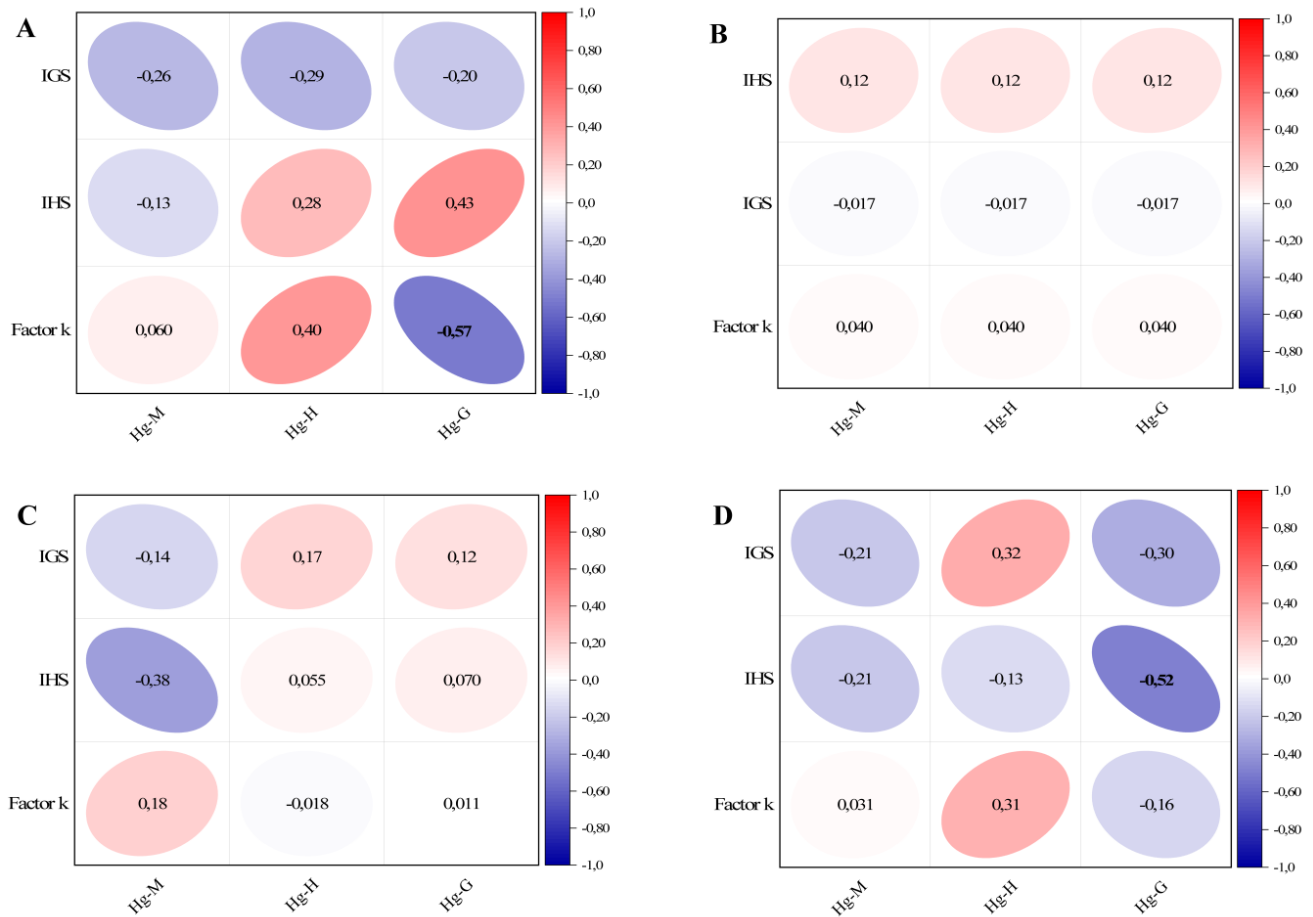 A
1,0
0,80
0,60
0,40
0,20
0,0
-0,20
-0,40
-0,60
-0,80
-1,0
IGS -0,26 -0,29 -0,20
IHS -0,13 0,28 0,43
Factor k 0,060 0,40 -0,57
Hg-M Hg-H Hg-G
B
1,0
0,80
0,60
0,40
0,20
0,0
-0,20
-0,40
-0,60
-0,80
-1,0
IHS 0,12 0,12 0,12
IGS -0,017 -0,017 -0,017
Factor k 0,040 0,040 0,040
Hg-M Hg-H Hg-G
C
1,0
0,80
0,60
0,40
0,20
0,0
-0,20
-0,40
-0,60
-0,80
-1,0
IGS -0,14 0,17 0,12
IHS -0,38 0,055 0,070
Factor k 0,18 -0,018 0,011
Hg-M Hg-H Hg-G
D
1,0
0,80
0,60
0,40
0,20
0,0
-0,20
-0,40
-0,60
-0,80
-1,0
IGS -0,21 0,32 -0,30
IHS -0,21 -0,13 -0,52
Factor k 0,031 0,31 -0,16
Hg-M Hg-H Hg-G